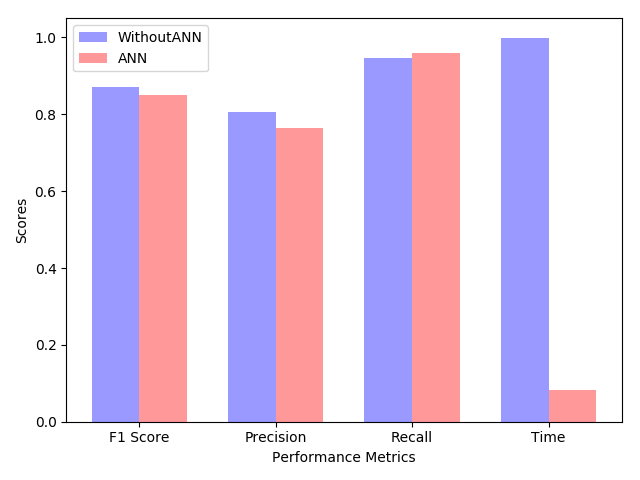 WithoutANN
ANN
1.0
0.8
0.6
0.4
0.2
0.0
Scores
F1 Score
Precision
Recall
Time
Performance Metrics